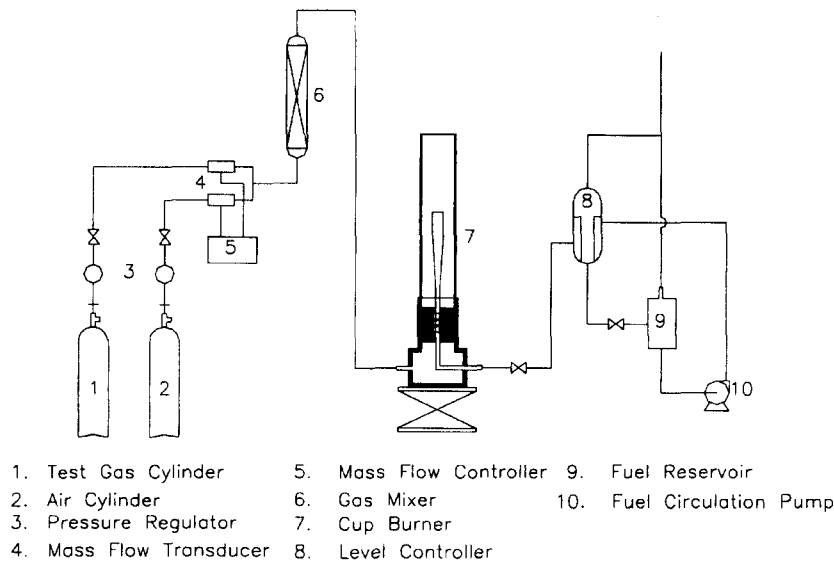 6
4
5
3
1
2
7
8
9
10
1. Test Gas Cylinder
2. Air Cylinder
3. Pressure Regulator
4. Mass Flow Transducer
5. Mass Flow Controller
6. Gas Mixer
7. Cup Burner
8. Level Controller
9. Fuel Reservoir
10. Fuel Circulation Pump